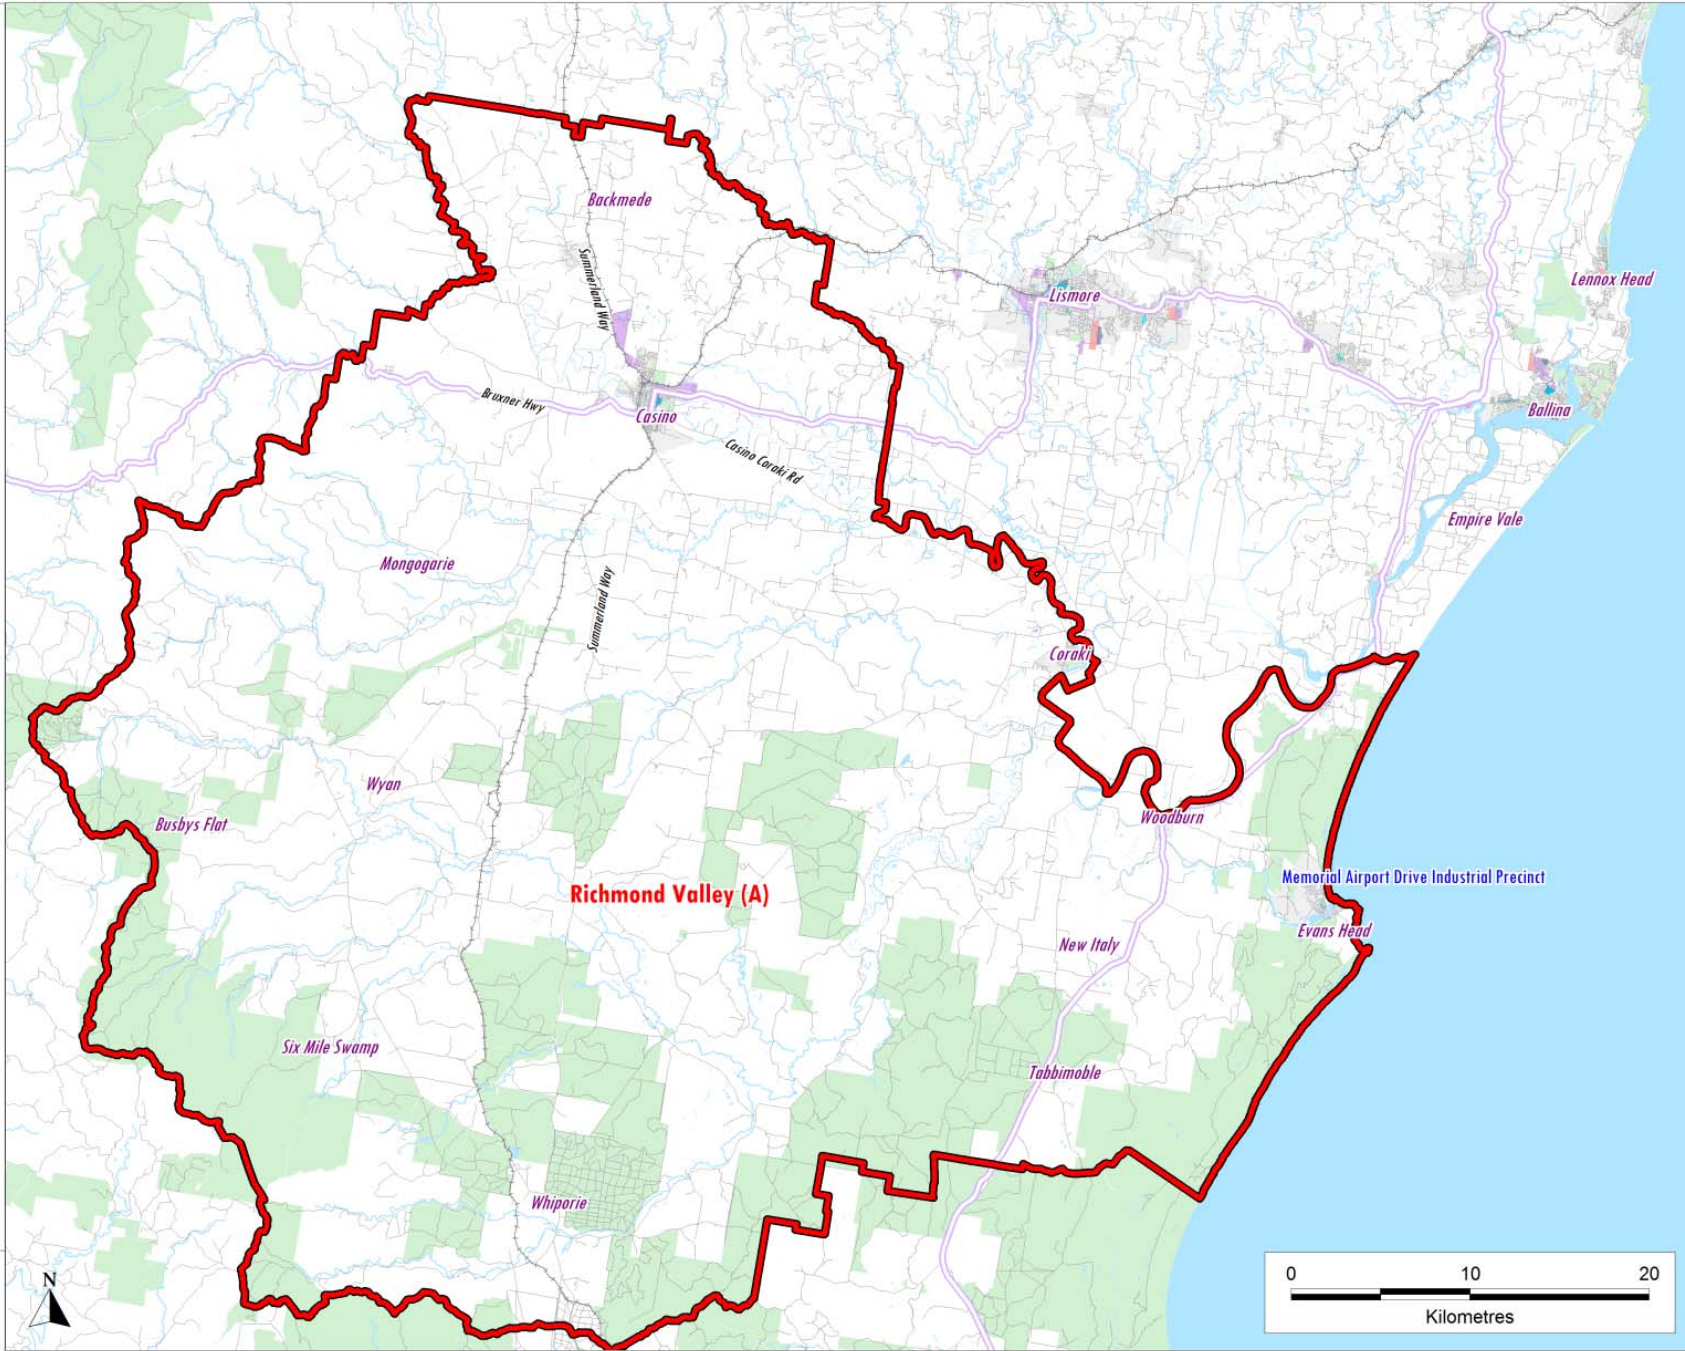 Backmede
Summerland Way
Lennox Head
Lismore
Bruxner Hwy
Casino
Ballina
Casino Coraki Rd
Empire Vale
Mongogarie
Summerland Way
Coraki
Wyan
Busbys Flat
Woodburn
Richmond Valley (A)
Memorial Airport Drive Industrial Precinct
Evans Head
New Italy
Six Mile Swamp
Tabbimoble
Whiporie
N
0 10 20
Kilometres